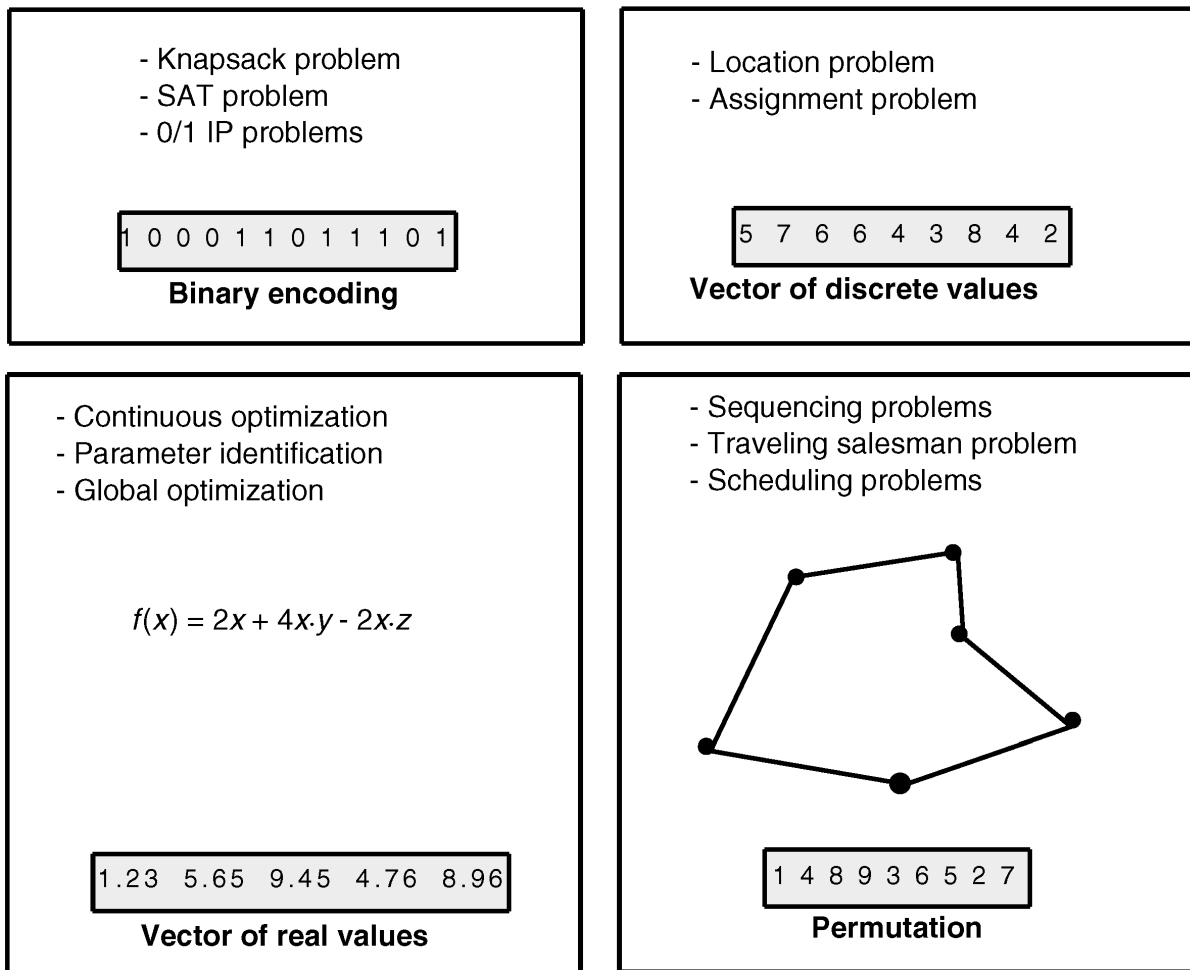 - Knapsack problem
- SAT problem
- 0/1 IP problems
1 0 0 0 1 1 0 1 1 1 0 1
Binary encoding
- Location problem
- Assignment problem
5 7 6 6 4 3 8 4 2
Vector of discrete values
- Continuous optimization
- Parameter identification
- Global optimization
f(x) = 2x + 4x·y - 2x·z
1.23 5.65 9.45 4.76 8.96
Vector of real values
- Sequencing problems
- Traveling salesman problem
- Scheduling problems
1 4 8 9 3 6 5 2 7
Permutation